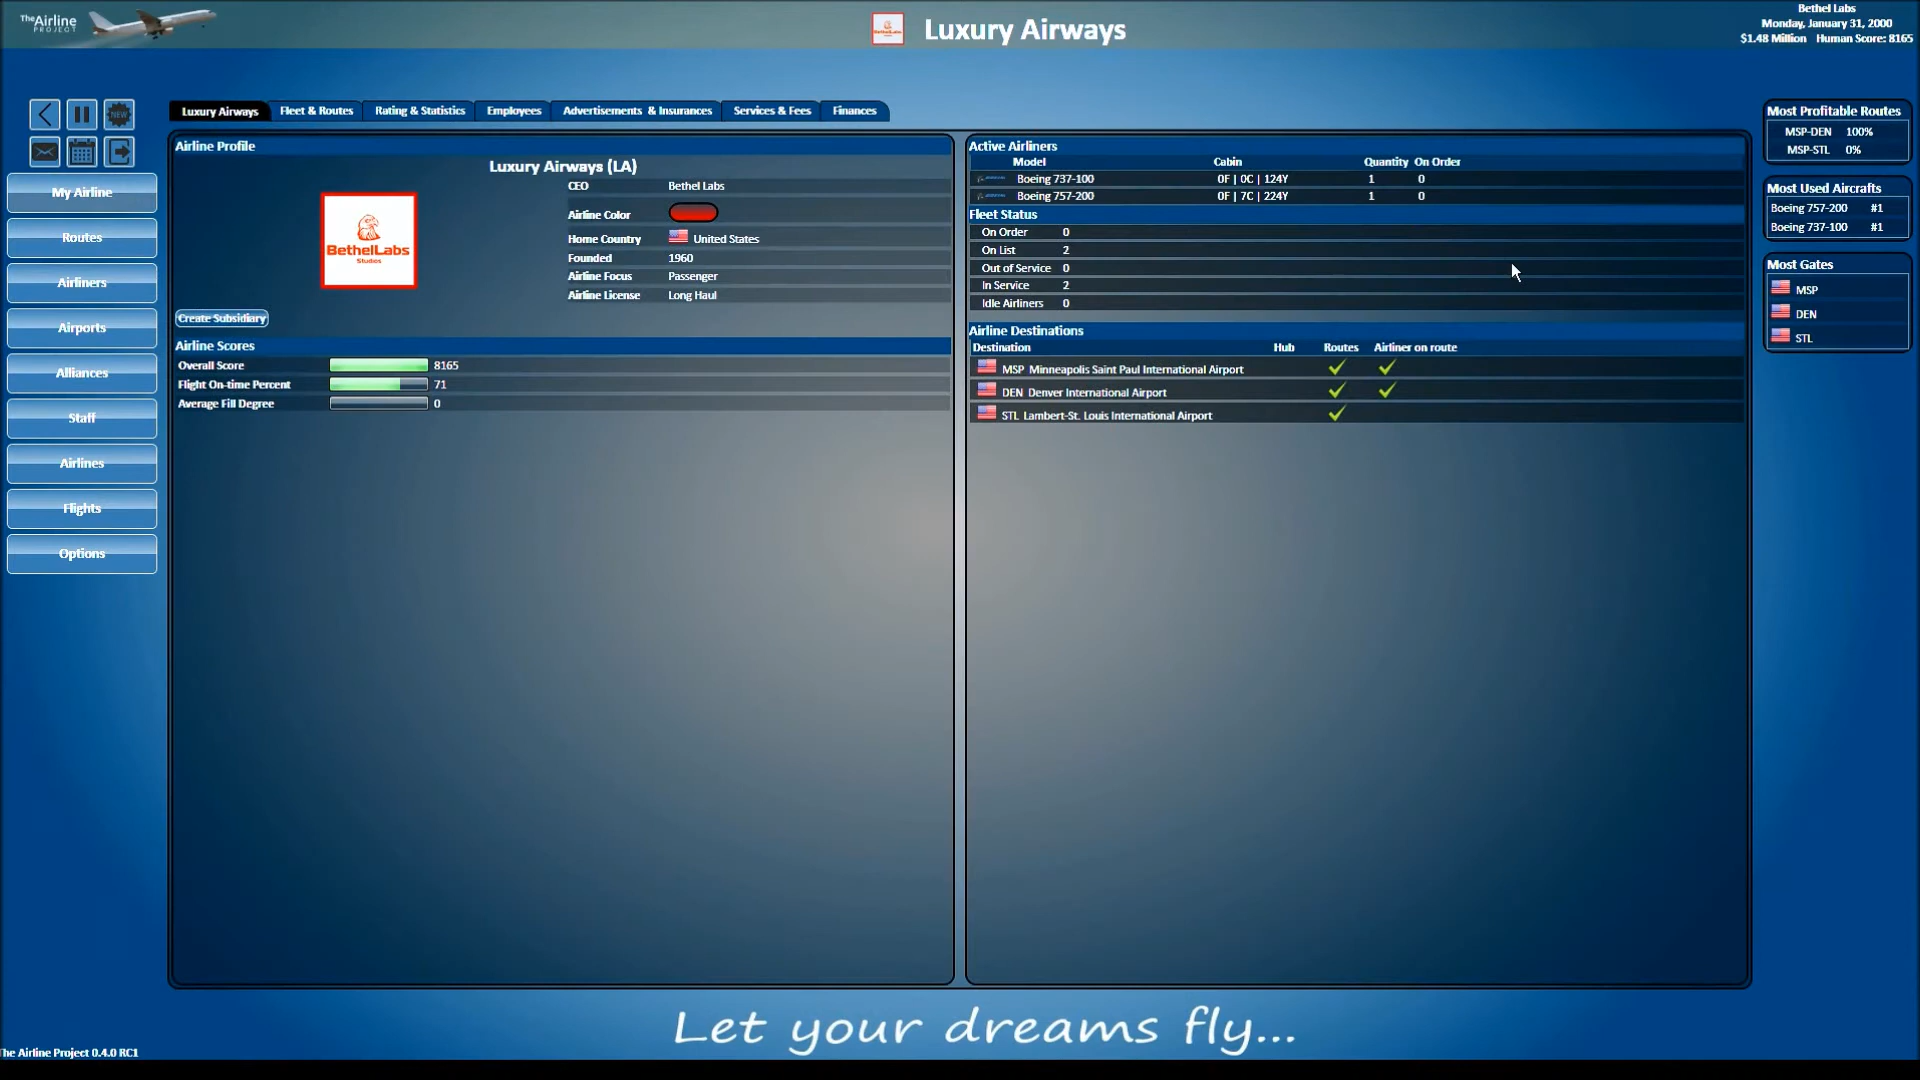 The Airline
PROJECT
Luxury Airways
Bethel Labs
Monday, January 31, 2000
$1.48 Million Human Score: 8165
NEW
My Airline
Routes
Airliners
Airports
Alliances
Staff
Airlines
Flights
Options
Luxury Airways Fleet & Routes Rating & Statistics Employees Advertisements & Insurances Services & Fees Finances
Airline Profile
Luxury Airways (LA)
BethelLabs
Studios
CEO Bethel Labs
Airline Color
Home Country United States
Founded 1960
Airline Focus Passenger
Airline License Long Haul
Create Subsidiary
Airline Scores
Overall Score 8165
Flight On-time Percent 71
Average Fill Degree 0
Active Airliners
Model Cabin Quantity On Order
Boeing 737-100 0F | 0C | 124Y 1 0
Boeing 757-200 0F | 7C | 224Y 1 0
Fleet Status
On Order 0
On List 2
Out of Service 0
In Service 2
Idle Airliners 0
Airline Destinations
Destination Hub Routes Airliner on route
MSP Minneapolis Saint Paul International Airport
DEN Denver International Airport
STL Lambert-St. Louis International Airport
Most Profitable Routes
MSP-DEN 100%
MSP-STL 0%
Most Used Aircrafts
Boeing 757-200 #1
Boeing 737-100 #1
Most Gates
MSP
DEN
STL
Let your dreams fly...
The Airline Project 0.4.0 RC1